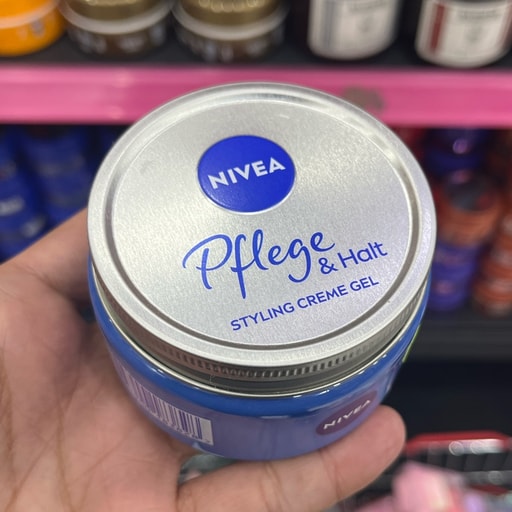 NIVEA
Pflege
& Halt
STYLING CREME GEL
NIVEA